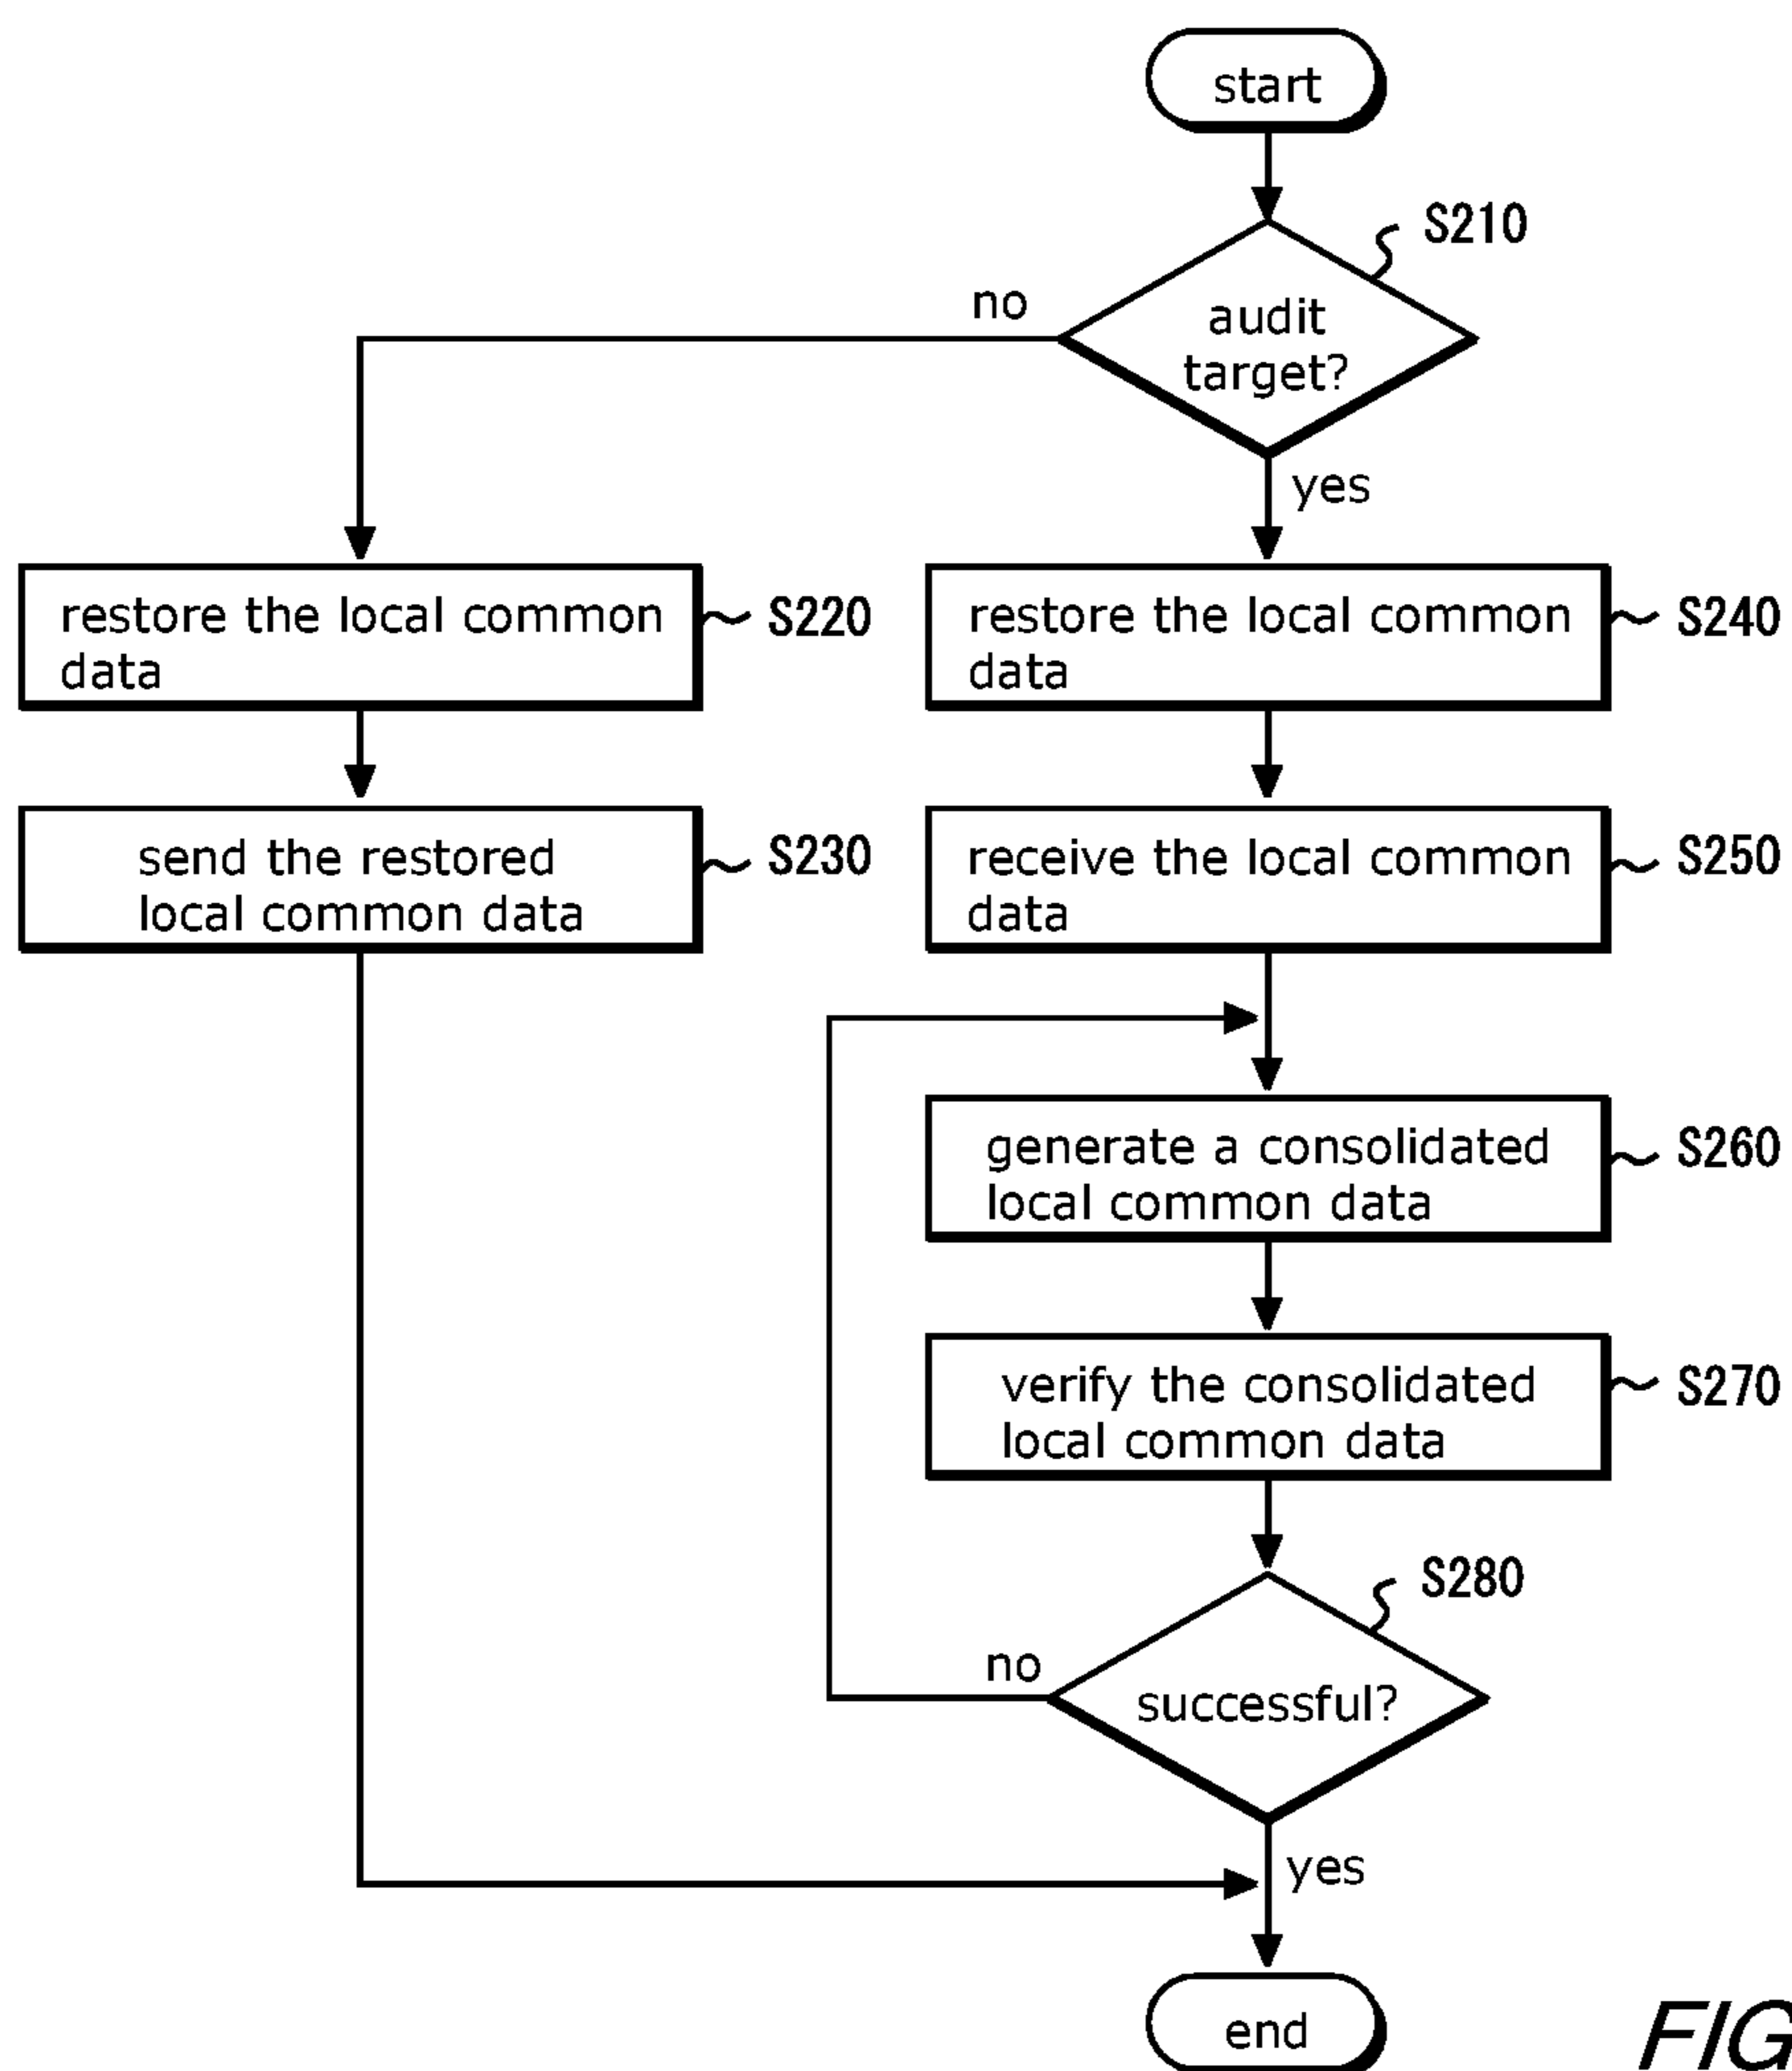 start
S210
no
audit
target?
yes
restore the local common
data
S220
restore the local common
data
S240
send the restored
local common data
S230
receive the local common
data
S250
generate a consolidated
local common data
S260
verify the consolidated
local common data
S270
S280
no
successful?
yes
end
FIG